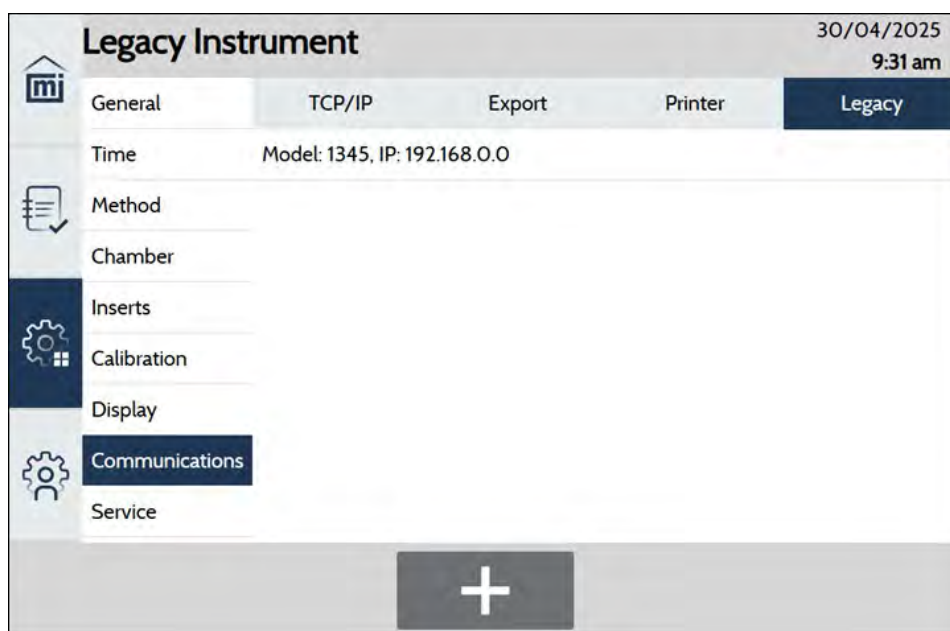 Legacy Instrument
30/04/2025
9:31 am
mi
General
TCP/IP
Export
Printer
Legacy
Time
Model: 1345, IP: 192.168.0.0
Method
Chamber
Inserts
Calibration
Display
Communications
Service
+